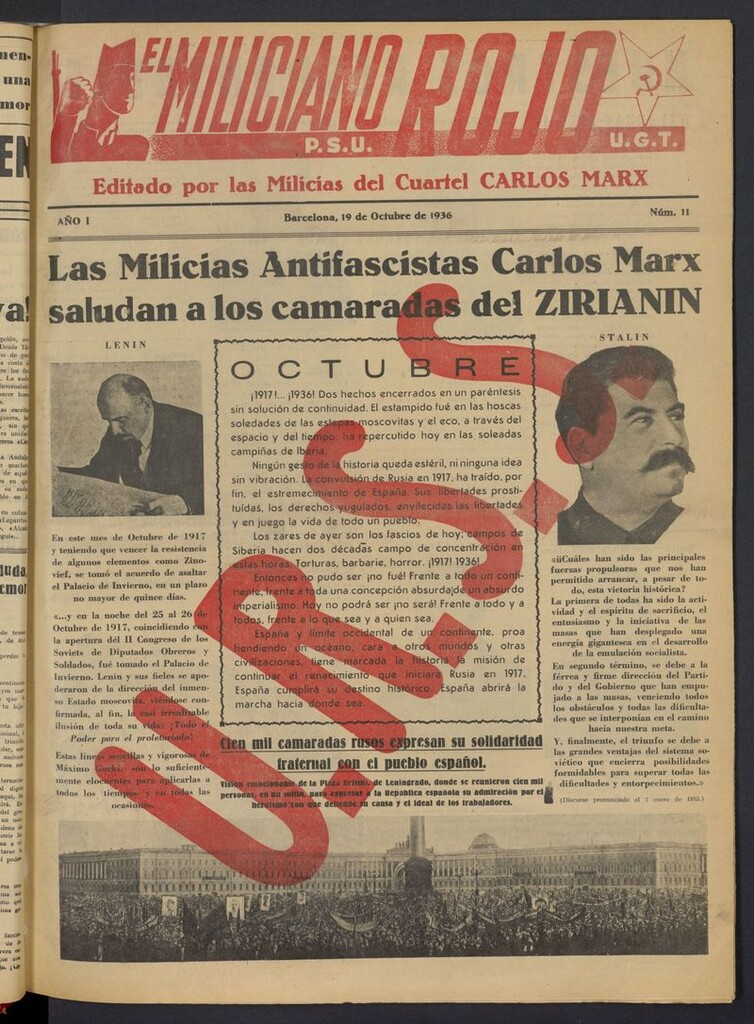 EL MILICIANO ROJO
P.S.U.
U.G.T.
Editado por las Milicias del Cuartel CARLOS MARX
AÑO I
Barcelona, 19 de Octubre de 1936
Núm. 11
Las Milicias Antifascistas Carlos Marx
saludan a los camaradas del ZIRIANIN
LENIN
En este mes de Octubre de 1917
y teniendo que vencer la resistencia
de algunos elementos como Zino-
vief, se tomó el acuerdo de asaltar
el Palacio de Invierno, en un plazo
no mayor de quince días.
«...y en la noche del 25 al 26 de
Octubre de 1917, coincidiendo con
la apertura dél II Congreso de los
Soviets de Diputados Obreros y
Soldados, fué tomado el Palacio de
Invierno. Lenin y sus fieles se apo-
deraron de la dirección del inmen-
so Estado moscovita, viéndose con-
firmada, al fin, la casi irrealizable
ilusión de toda su vida: ¡Todo el
Poder para el proletariado!
Estas líneas sencillas y vigorosas de
Máximo Gorki, son lo suficiente-
mente elocuentes para aplicarlas a
todos los tiempos y en todas las
ocasiones.
OCTUBRE
¡1917!... ¡1936! Dos hechos encerrados en un paréntesis
sin solución de continuidad. El estampido fué en las hoscas
soledades de las estepas moscovitas y el eco, a través del
espacio y del tiempo, ha repercutido hoy en las soleadas
campiñas de Iberia.
Ningún gesto de la historia queda estéril, ni ninguna idea
sin vibración. La convulsión de Rusia en 1917, ha traído, por
fin, el estremecimiento de España. Sus libertades prosti-
tuídas, los derechos yugulados, envilecidas las libertades
y en juego la vida de todo un pueblo.
Los zares de ayer son los fascios de hoy; campos de
Siberia hacen dos décadas campo de concentración en
estas horas. Torturas, barbarie, horror. ¡1917! 1936!
Entonces no pudo ser ¡no fué! Frente a todo un conti-
nente, frente a toda una concepción absurda,de un absurdo
imperialismo. Hoy no podrá ser ¡no será! Frente a todo y a
todos, frente a lo que sea y a quien sea.
España y límite occidental de un continente, proa
tendiendo un océano, cara a otros mundos y otras
civilizaciones, tiene marcada la historia la misión de
continuar el renacimiento que iniciara Rusia en 1917.
España cumplirá su destino histórico. España abrirá la
marcha hacia donde sea.
STALIN
«¿Cuáles han sido las principales
fuerzas propulsoras que nos han
permitido arrancar, a pesar de to-
do, esta victoria histórica?
La primera de todas ha sido la acti-
vidad y el espíritu de sacrificio, el
entusiasmo y la iniciativa de las
masas que han desplegado una
energía gigantesca en el desarrollo
de la emulación socialista.
En segundo término, se debe a la
férrea y firme dirección del Parti-
do y del Gobierno que han empu-
jado a las masas, venciendo todos
los obstáculos y todas las dificulta-
des que se interponían en el camino
hacia nuestra meta.
Y, finalmente, el triunfo se debe a
las grandes ventajas del sistema so-
viético que encierra posibilidades
formidables para superar todas las
dificultades y entorpecimientos.»
(Discurso pronunciado el 7 enero de 1933.)
U.R.S.S.
Cien mil camaradas rusos expresan su solidaridad
fraternal con el pueblo español.
Visión emocionante de la Plaza Uritski de Leningrado, donde se reunieron cien mil
personas, en un mitin, para expresar a la República española su admiración por el
heroísmo con que defiende su causa y el ideal de los trabajadores.